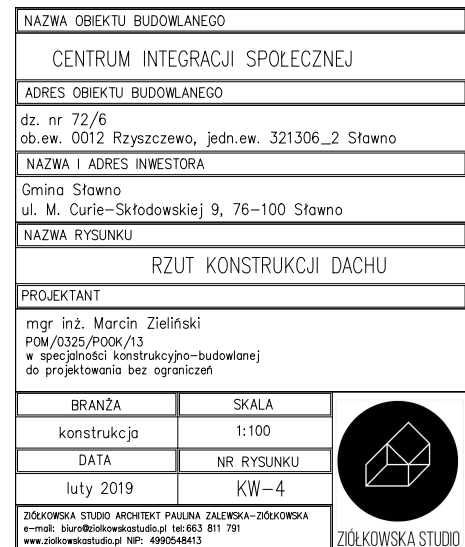 NAZWA OBIEKTU BUDOWLANEGO
CENTRUM INTEGRACJI SPOŁECZNEJ
ADRES OBIEKTU BUDOWLANEGO
dz. nr 72/6
ob.ew. 0012 Rzyszczewo, jedn.ew. 321306_2 Sławno
NAZWA I ADRES INWESTORA
Gmina Sławno
ul. M. Curie-Skłodowskiej 9, 76-100 Sławno
NAZWA RYSUNKU
RZUT KONSTRUKCJI DACHU
PROJEKTANT
mgr inż. Marcin Zieliński
POM/0325/POOK/13
w specjalności konstrukcyjno-budowlanej
do projektowania bez ograniczeń
BRANŻA SKALA
konstrukcja 1:100
DATA NR RYSUNKU
luty 2019 KW-4
ZIÓŁKOWSKA STUDIO ARCHITEKT PAULINA ZALEWSKA-ZIÓŁKOWSKA
e-mail: biuro@ziolkowskastudio.pl tel:663 811 791
www.ziolkowskastudio.pl NIP: 4990548413
ZIÓŁKOWSKA STUDIO